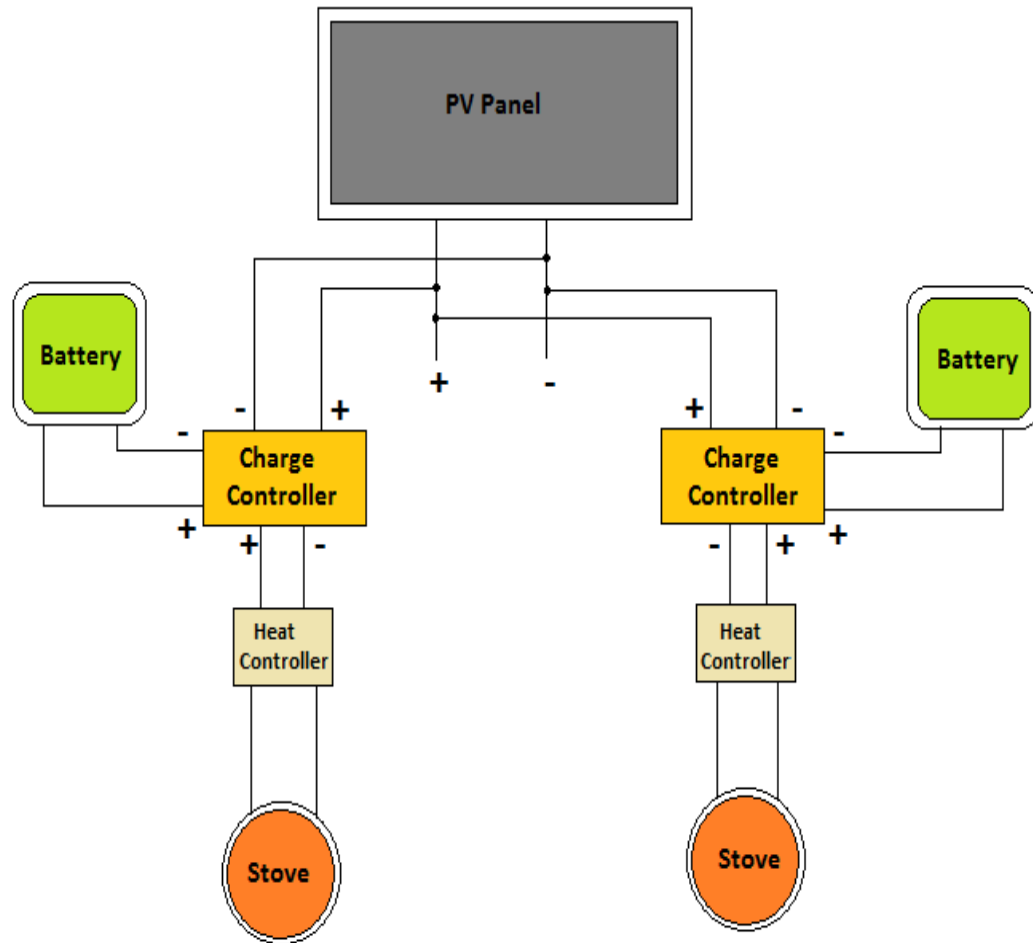 PV Panel
Battery
Battery
+ -
- +
+ -
-
-
Charge
Controller
Charge
Controller
+
+
+ -
- +
Heat
Controller
Heat
Controller
Stove
Stove